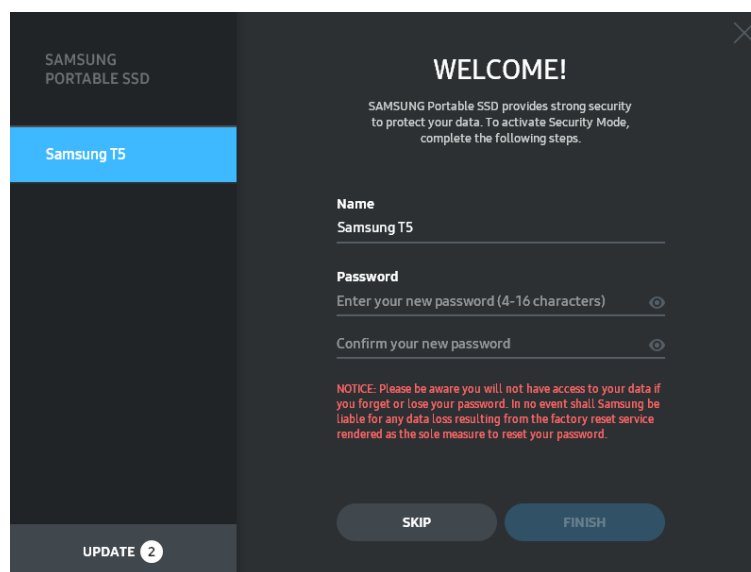 SAMSUNG
PORTABLE SSD
Samsung T5
UPDATE 2
WELCOME!
SAMSUNG Portable SSD provides strong security
to protect your data. To activate Security Mode,
complete the following steps.
Name
Samsung T5
Password
Enter your new password (4-16 characters)
Confirm your new password
NOTICE: Please be aware you will not have access to your data if
you forget or lose your password. In no event shall Samsung be
liable for any data loss resulting from the factory reset service
rendered as the sole measure to reset your password.
SKIP
FINISH